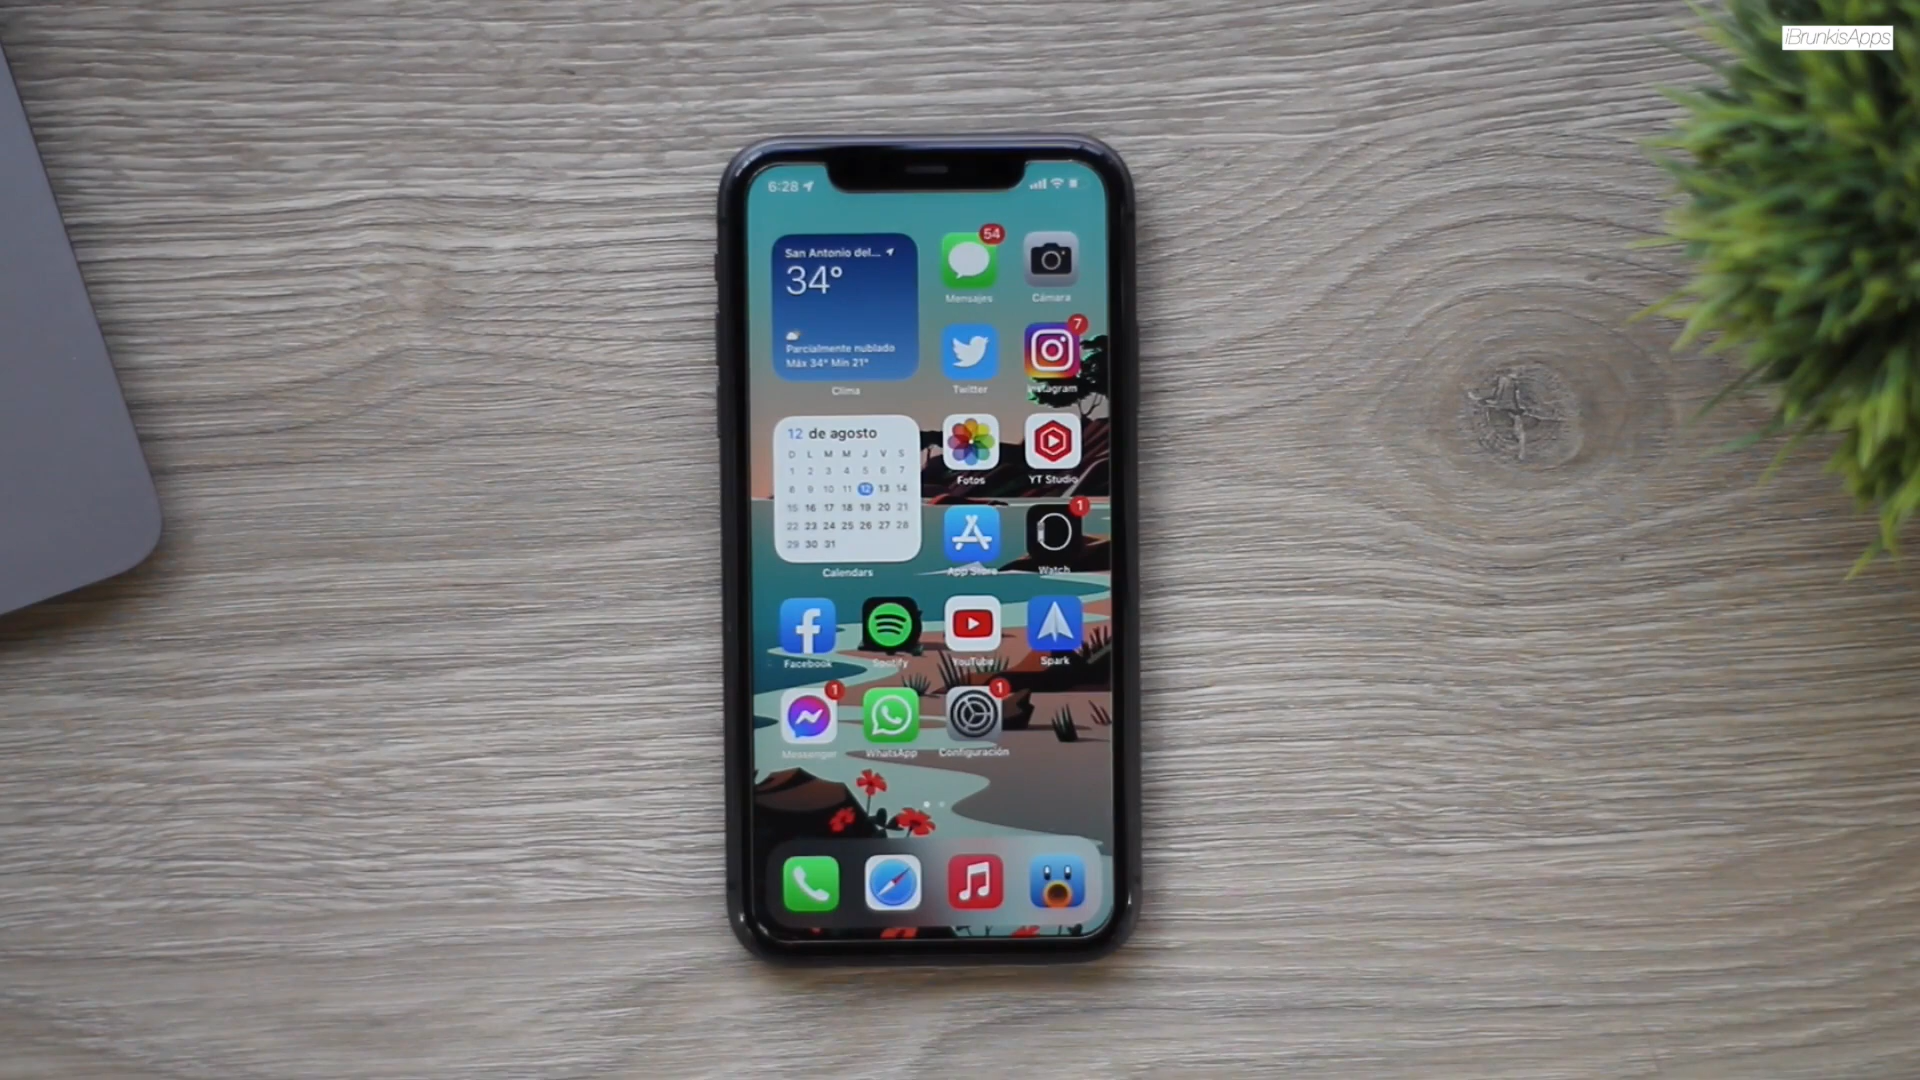 iBrunkisApps
6:28
San Antonio del...
34°
Parcialmente nublado
Máx 34° Mín 21°
Clima
54
Mensajes
Cámara
Twitter
7
Instagram
12 de agosto
D L M M J V S
1 2 3 4 5 6 7
8 9 10 11 12 13 14
15 16 17 18 19 20 21
22 23 24 25 26 27 28
29 30 31
Calendars
Fotos
YT Studio
App Store
1
Watch
Facebook
Spotify
YouTube
Spark
1
Messenger
WhatsApp
1
Configuración